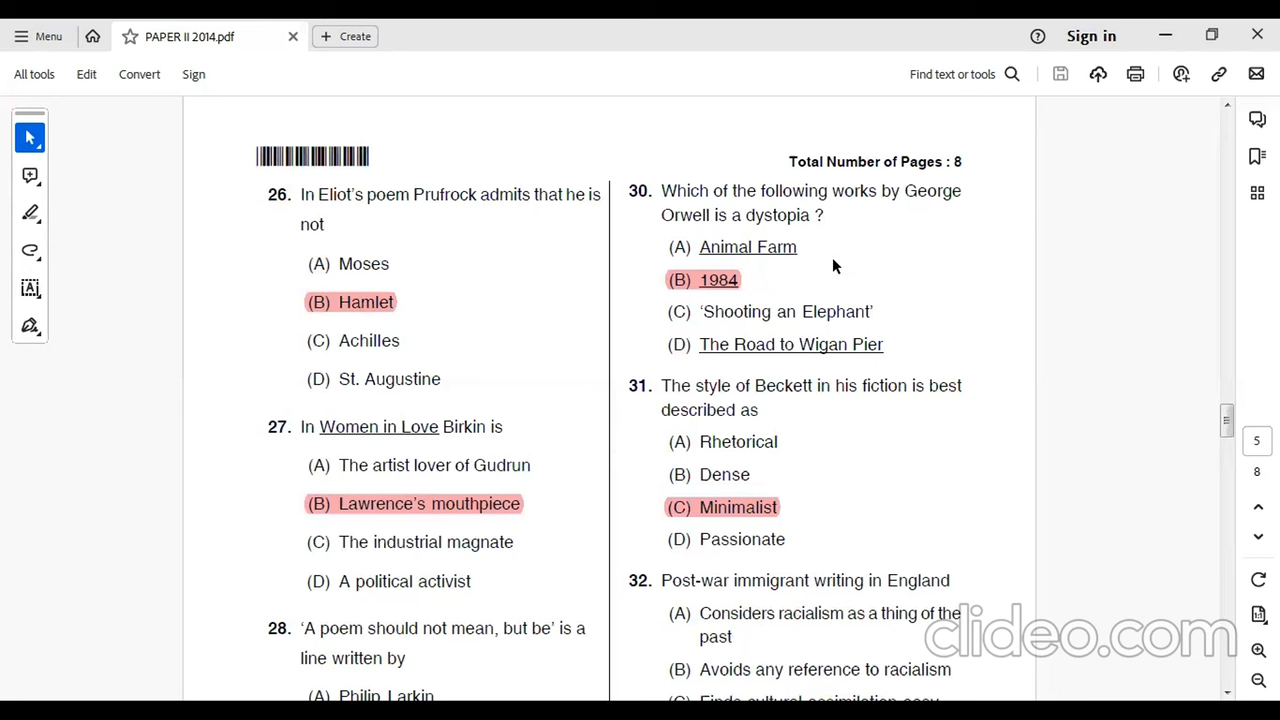 Menu
PAPER II 2014.pdf
Create
Sign in
All tools
Edit
Convert
Sign
Find text or tools
Total Number of Pages : 8
26. In Eliot's poem Prufrock admits that he is
not
(A) Moses
(B) Hamlet
(C) Achilles
(D) St. Augustine
27. In Women in Love Birkin is
(A) The artist lover of Gudrun
(B) Lawrence's mouthpiece
(C) The industrial magnate
(D) A political activist
28. 'A poem should not mean, but be' is a
line written by
(A) Philip Larkin
30. Which of the following works by George
Orwell is a dystopia ?
(A) Animal Farm
(B) 1984
(C) 'Shooting an Elephant'
(D) The Road to Wigan Pier
31. The style of Beckett in his fiction is best
described as
(A) Rhetorical
(B) Dense
(C) Minimalist
(D) Passionate
32. Post-war immigrant writing in England
(A) Considers racialism as a thing of the
past
(B) Avoids any reference to racialism
(C) Finds cultural assimilation easy
5
8
clideo.com